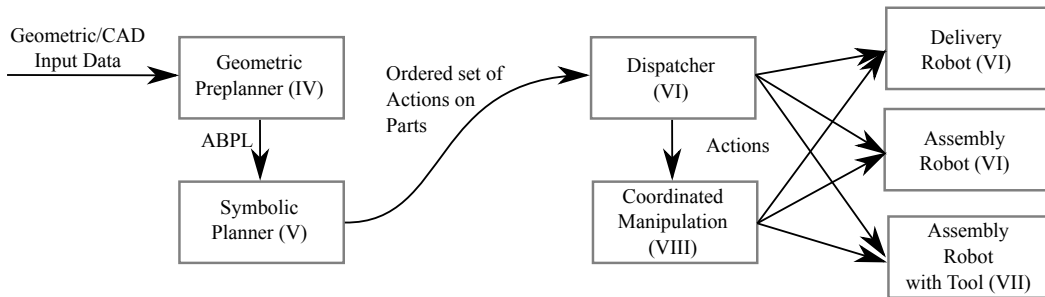 Geometric/CAD
Input Data
Geometric
Preplanner (IV)
ABPL
Symbolic
Planner (V)
Ordered set of
Actions on
Parts
Dispatcher
(VI)
Actions
Coordinated
Manipulation
(VIII)
Delivery
Robot (VI)
Assembly
Robot (VI)
Assembly
Robot
with Tool (VII)